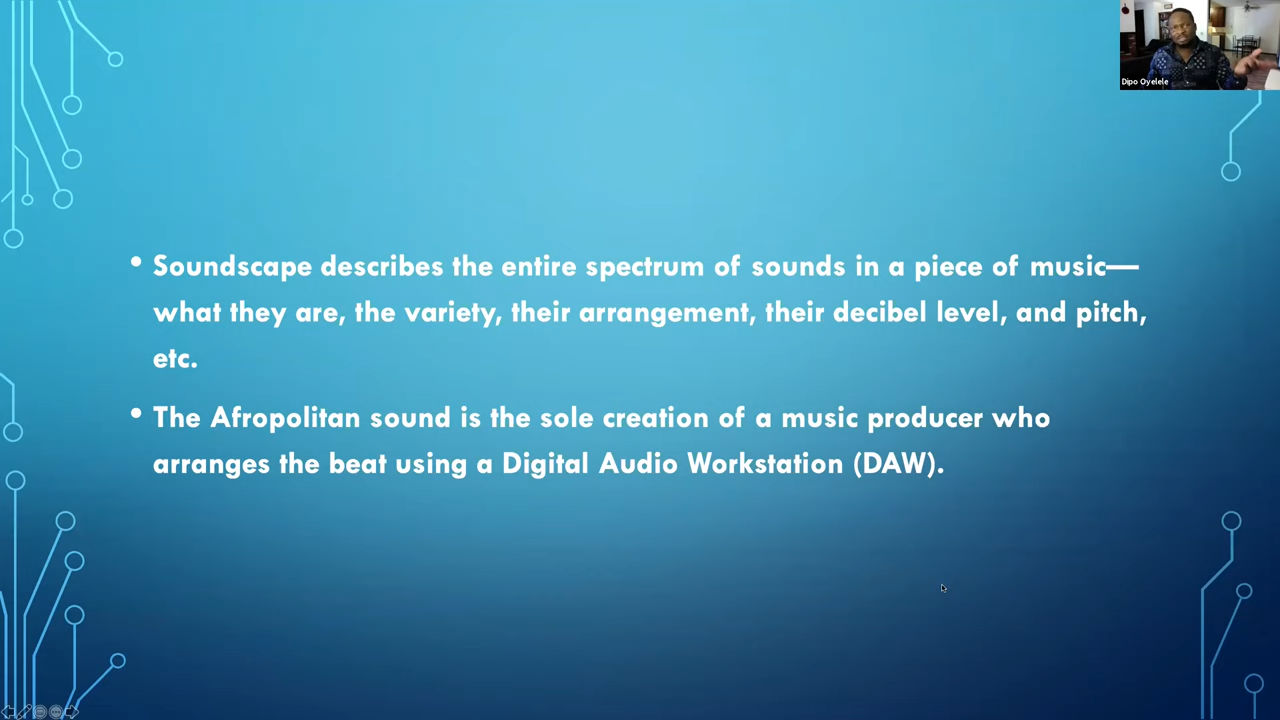 Dipo Oyelele
• Soundscape describes the entire spectrum of sounds in a piece of music—
what they are, the variety, their arrangement, their decibel level, and pitch,
etc.
• The Afropolitan sound is the sole creation of a music producer who
arranges the beat using a Digital Audio Workstation (DAW).